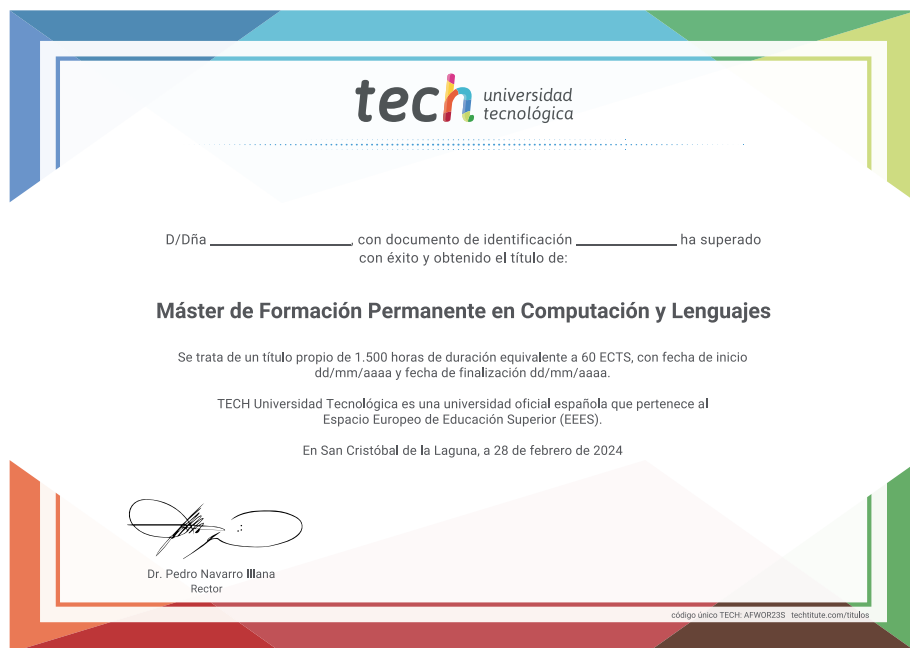 tech universidad
tecnológica
D/Dña ________________, con documento de identificación ____________ ha superado
con éxito y obtenido el título de:
Máster de Formación Permanente en Computación y Lenguajes
Se trata de un título propio de 1.500 horas de duración equivalente a 60 ECTS, con fecha de inicio
dd/mm/aaaa y fecha de finalización dd/mm/aaaa.
TECH Universidad Tecnológica es una universidad oficial española que pertenece al
Espacio Europeo de Educación Superior (EEES).
En San Cristóbal de la Laguna, a 28 de febrero de 2024
Dr. Pedro Navarro Illana
Rector
código único TECH: AFWOR23S techtitute.com/titulos